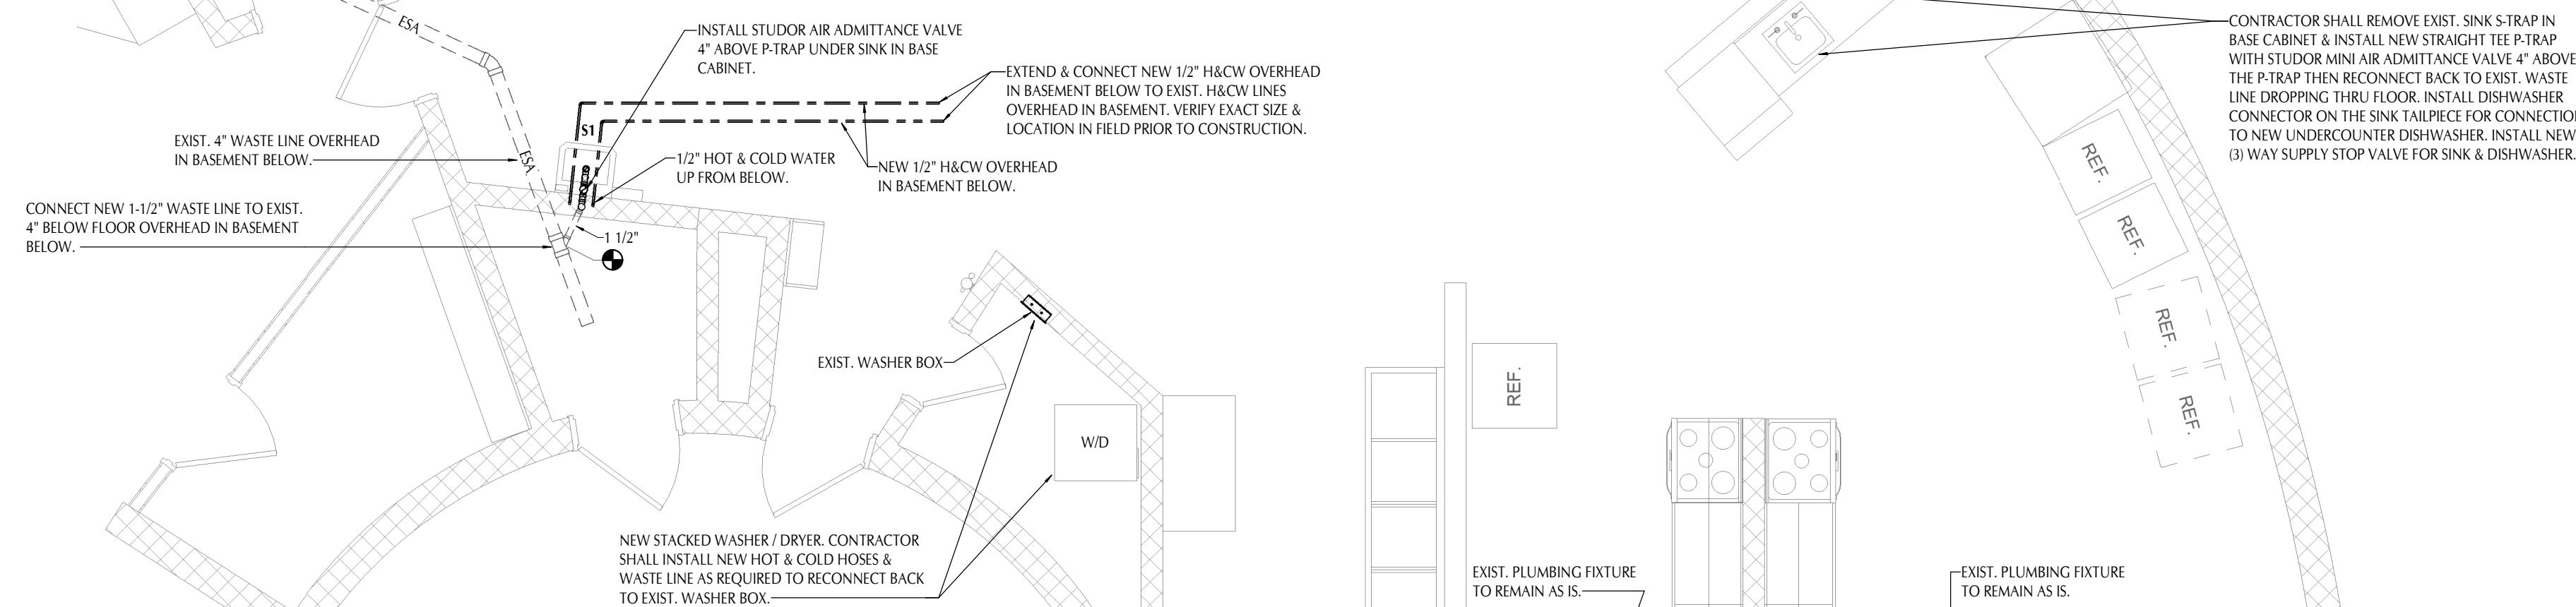 ESA
INSTALL STUDOR AIR ADMITTANCE VALVE
4" ABOVE P-TRAP UNDER SINK IN BASE
CABINET.
EXTEND & CONNECT NEW 1/2" H&CW OVERHEAD
IN BASEMENT BELOW TO EXIST. H&CW LINES
OVERHEAD IN BASEMENT. VERIFY EXACT SIZE &
LOCATION IN FIELD PRIOR TO CONSTRUCTION.
CONTRACTOR SHALL REMOVE EXIST. SINK S-TRAP IN
BASE CABINET & INSTALL NEW STRAIGHT TEE P-TRAP
WITH STUDOR MINI AIR ADMITTANCE VALVE 4" ABOVE
THE P-TRAP THEN RECONNECT BACK TO EXIST. WASTE
LINE DROPPING THRU FLOOR. INSTALL DISHWASHER
CONNECTOR ON THE SINK TAILPIECE FOR CONNECTIO
TO NEW UNDERCOUNTER DISHWASHER. INSTALL NEW
(3) WAY SUPPLY STOP VALVE FOR SINK & DISHWASHER.
S1
EXIST. 4" WASTE LINE OVERHEAD
IN BASEMENT BELOW.
ESA
1/2" HOT & COLD WATER
UP FROM BELOW.
NEW 1/2" H&CW OVERHEAD
IN BASEMENT BELOW.
CONNECT NEW 1-1/2" WASTE LINE TO EXIST.
4" BELOW FLOOR OVERHEAD IN BASEMENT
BELOW.
1 1/2"
REF.
REF.
REF.
REF.
EXIST. WASHER BOX
REF.
W/D
NEW STACKED WASHER / DRYER. CONTRACTOR
SHALL INSTALL NEW HOT & COLD HOSES &
WASTE LINE AS REQUIRED TO RECONNECT BACK
TO EXIST. WASHER BOX.
EXIST. PLUMBING FIXTURE
TO REMAIN AS IS.
EXIST. PLUMBING FIXTURE
TO REMAIN AS IS.